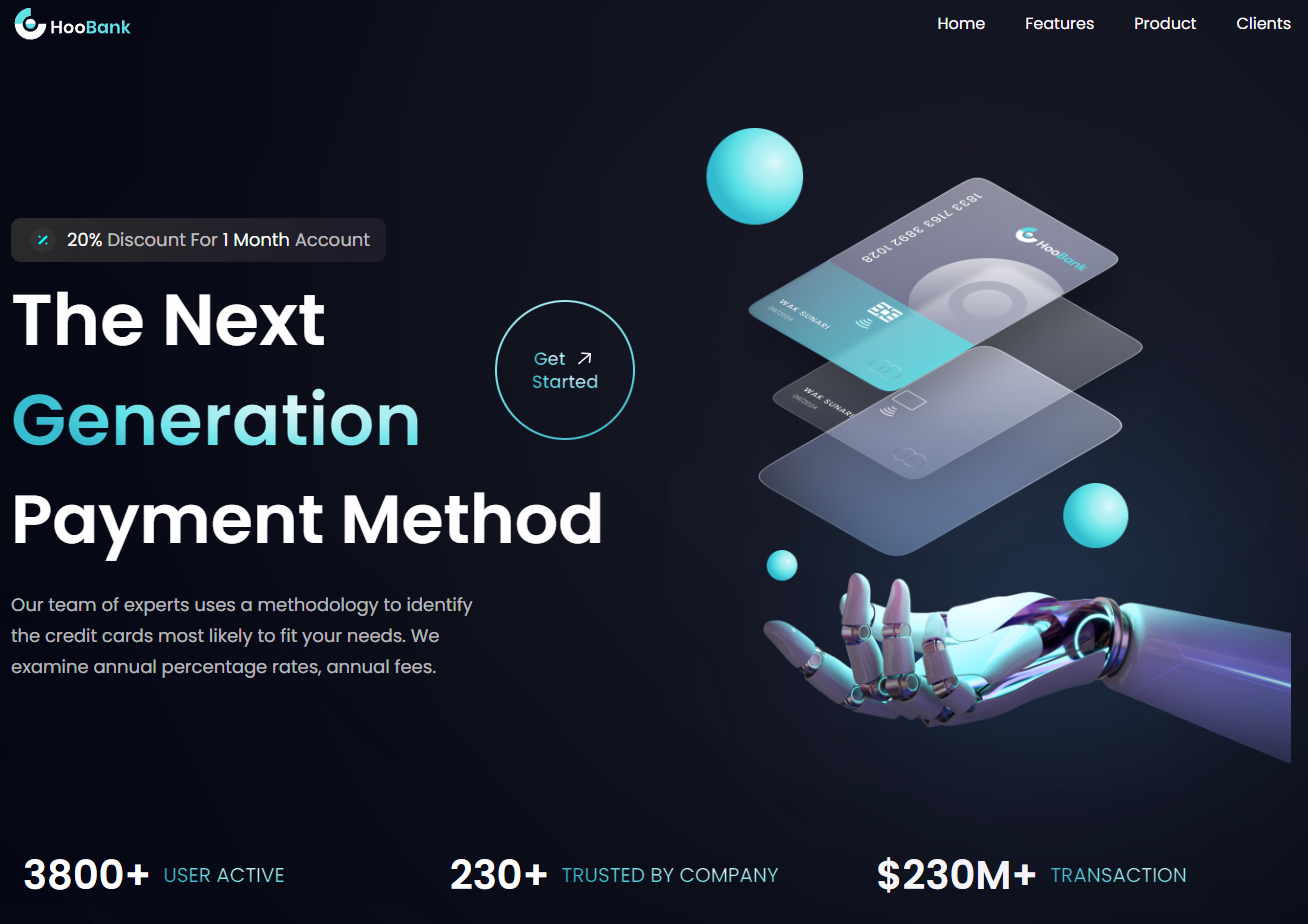 HooBank
Home Features Product Clients
20% Discount For 1 Month Account
The Next
Generation
Payment Method
Get
Started
Our team of experts uses a methodology to identify
the credit cards most likely to fit your needs. We
examine annual percentage rates, annual fees.
1833 7163 3892 1028
HooBank
WAK SUNARI
06/2024
WAK SUNARI
06/2024
3800+ USER ACTIVE
230+ TRUSTED BY COMPANY
$230M+ TRANSACTION